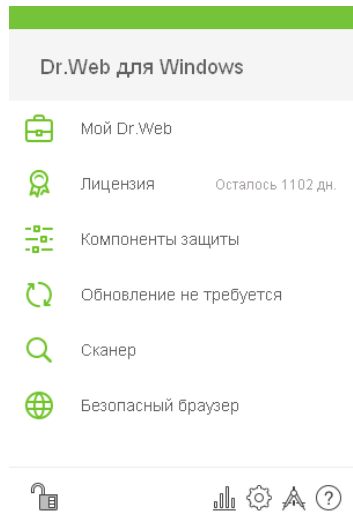 Dr.Web для Windows
Мой Dr.Web
Лицензия Осталось 1102 дн.
Компоненты защиты
Обновление не требуется
Сканер
Безопасный браузер
?